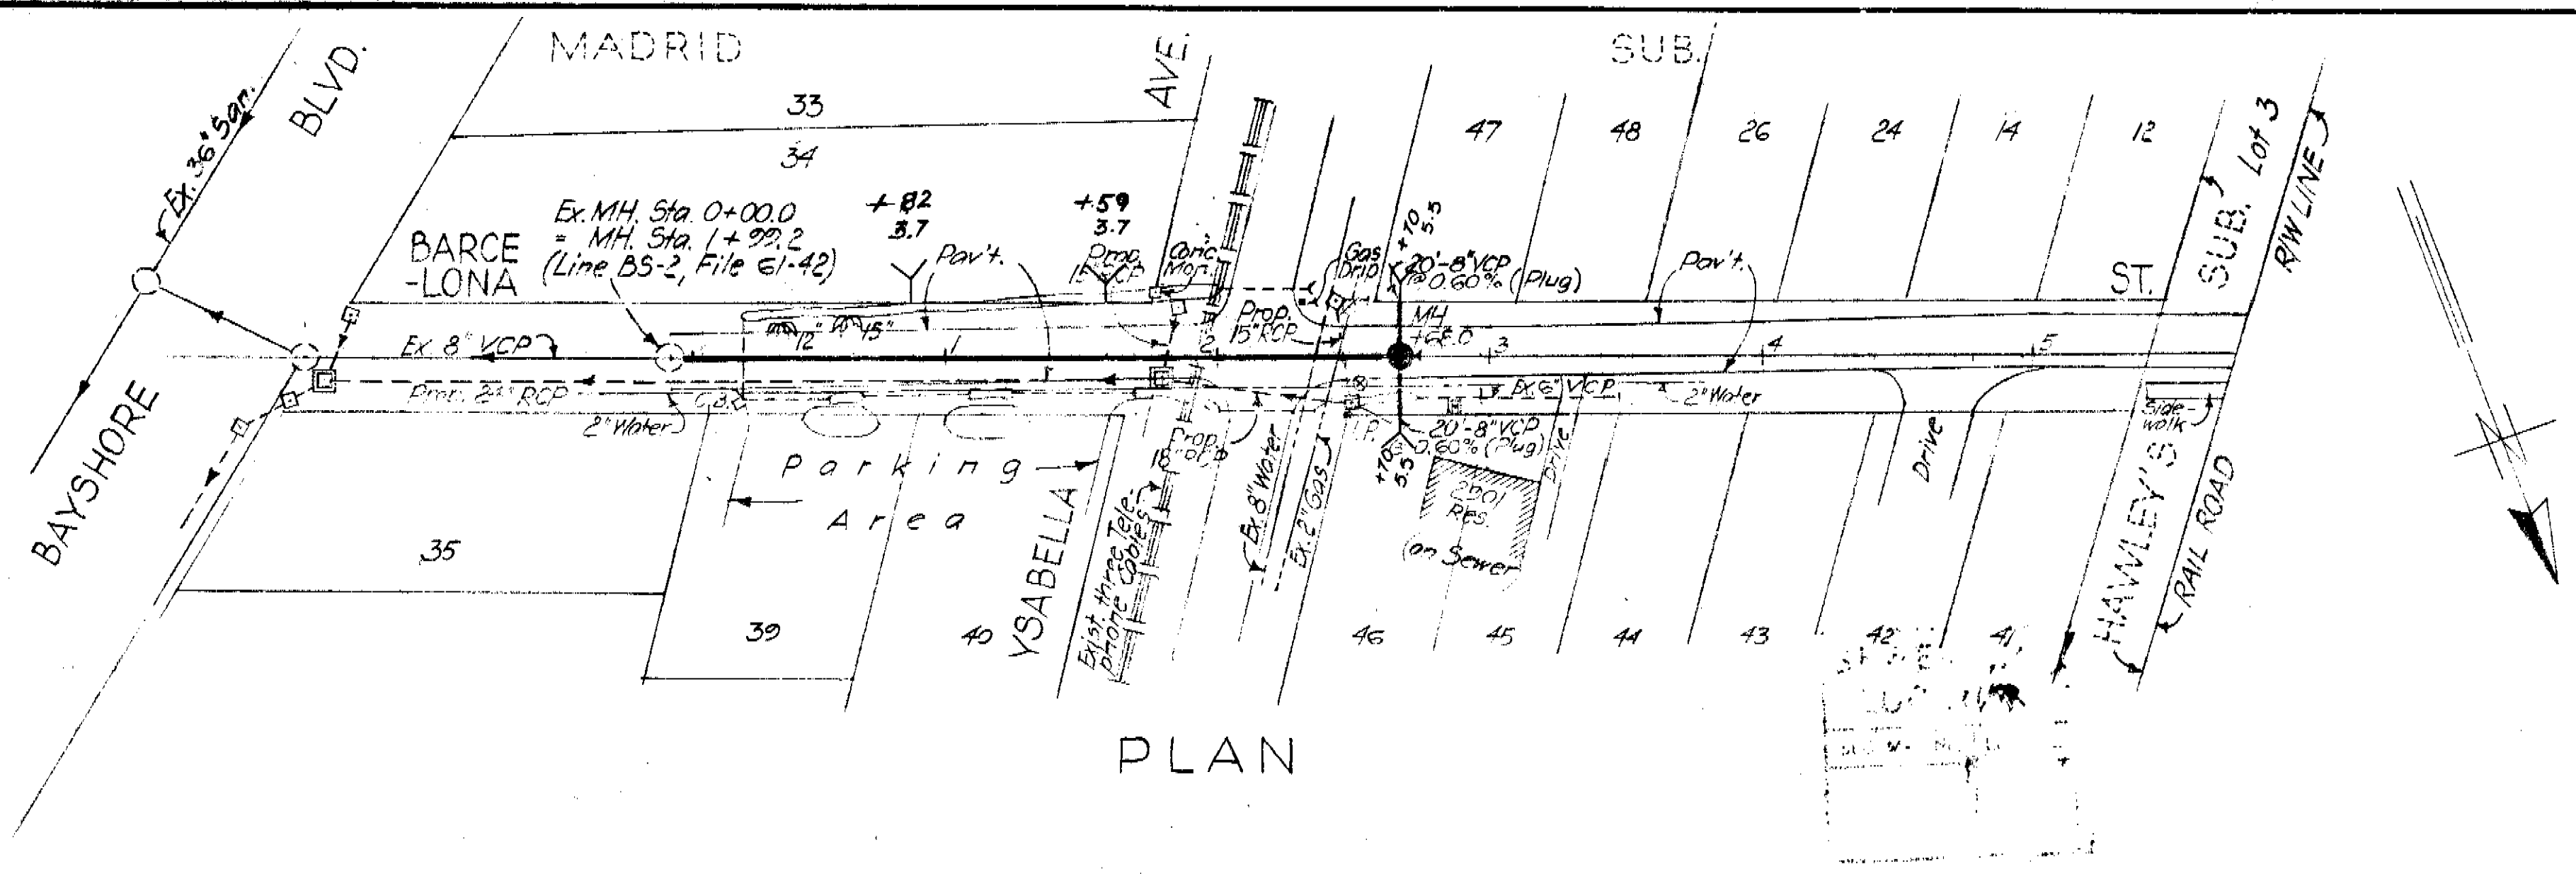 MADRID
SUB.
BLVD.
AVE.
Ex. 36" San.
33
34
47
48
26
24
14
12
SUB. Lot 3
R/W LINE
Ex. MH. Sta. 0+00.0
= MH. Sta. 1+99.2
(Line BS-2, File 61-42)
+82
3.7
+59
3.7
+70
5.5
BARCE
-LONA
Pav't.
Prop.
15" RCP
Conc.
Mon.
Gas
Drip
20'-8" VCP
@ 0.60% (Plug)
Pav't.
ST.
12"
15"
Prop.
15" RCP
MH
+68.0
Ex. 8" VCP
1
2
3
4
5
Prop. 24" RCP
2" Water
Ex. 6" VCP
2" Water
Side-
walk
BAYSHORE
Parking
Area
Prop.
18" RCP
20'-8" VCP
0.60% (Plug)
+70
5.5
Drive
Drive
2501
Res.
(on Sewer
Ex. 8" Water
Ex. 2" Gas
YSABELLA
Exist. three Tele-
phone Cables
HAWLEY'S
RAIL ROAD
35
39
40
46
45
44
43
42
41
N
PLAN